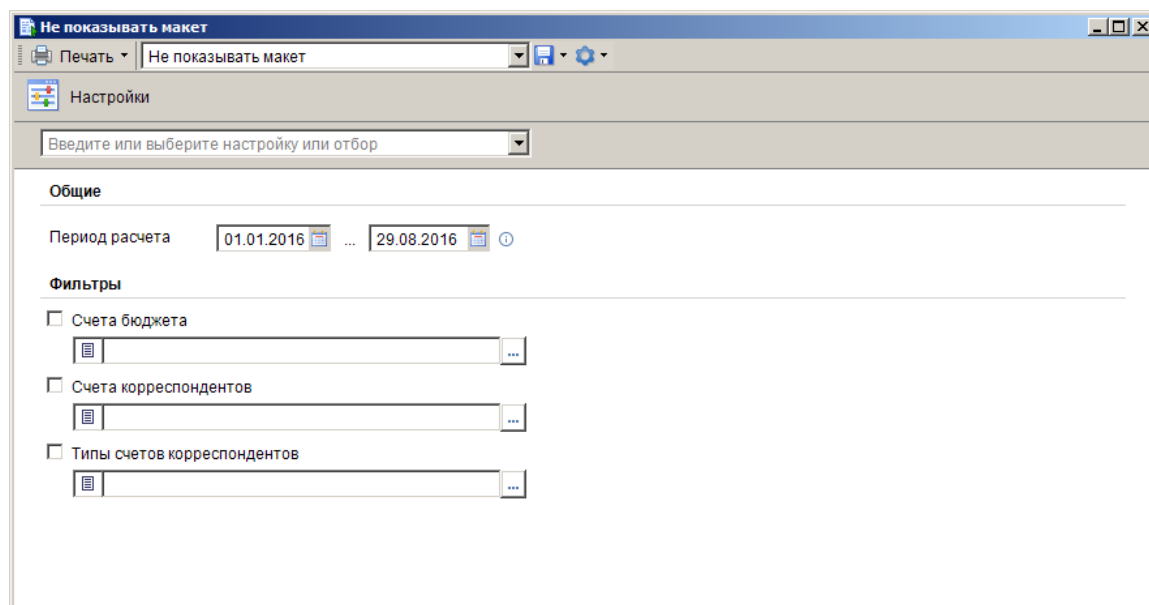 Не показывать макет
Печать Не показывать макет
Настройки
Введите или выберите настройку или отбор
Общие
Период расчета 01.01.2016 ... 29.08.2016
Фильтры
Счета бюджета
...
Счета корреспондентов
...
Типы счетов корреспондентов
...